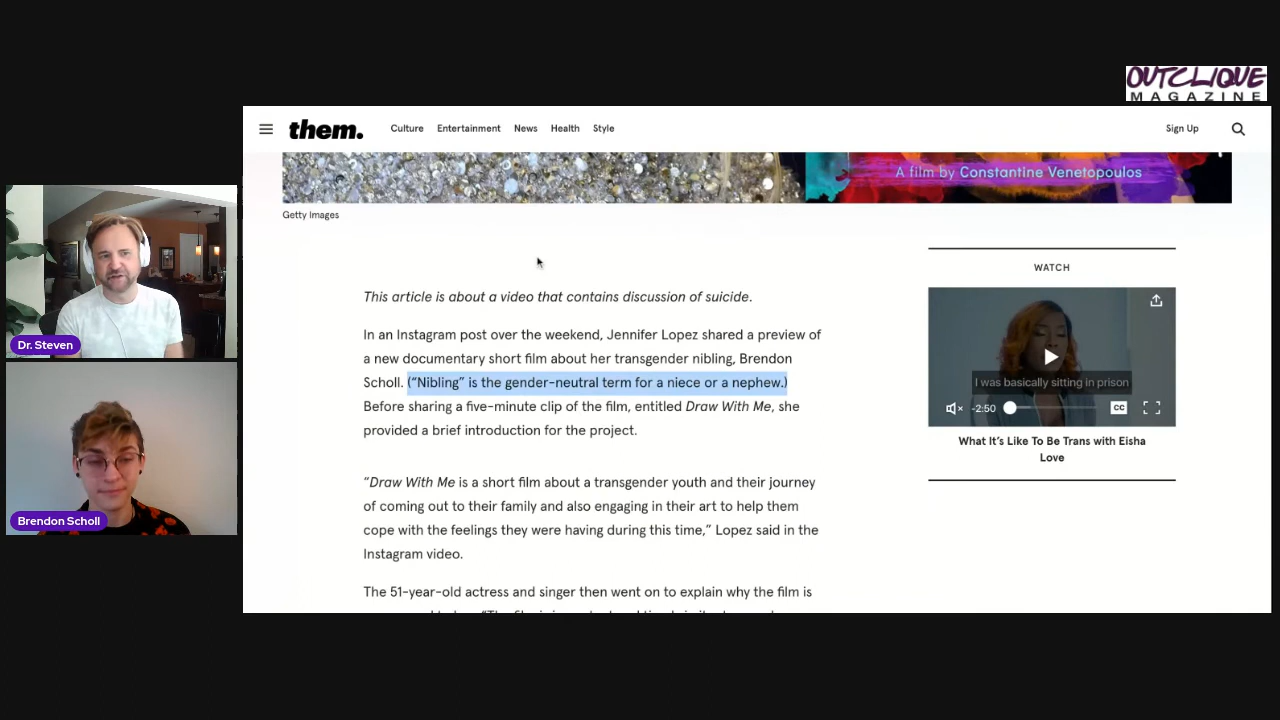 OUTCLIQUE
MAGAZINE
them.
Culture
Entertainment
News
Health
Style
Sign Up
A film by Constantine Venetopoulos
Getty Images
This article is about a video that contains discussion of suicide.
In an Instagram post over the weekend, Jennifer Lopez shared a preview of
a new documentary short film about her transgender nibling, Brendon
Scholl. (“Nibling” is the gender-neutral term for a niece or a nephew.)
Before sharing a five-minute clip of the film, entitled Draw With Me, she
provided a brief introduction for the project.
“Draw With Me is a short film about a transgender youth and their journey
of coming out to their family and also engaging in their art to help them
cope with the feelings they were having during this time,” Lopez said in the
Instagram video.
The 51-year-old actress and singer then went on to explain why the film is
WATCH
I was basically sitting in prison
-2:50
CC
What It’s Like To Be Trans with Eisha
Love
Dr. Steven
Brendon Scholl